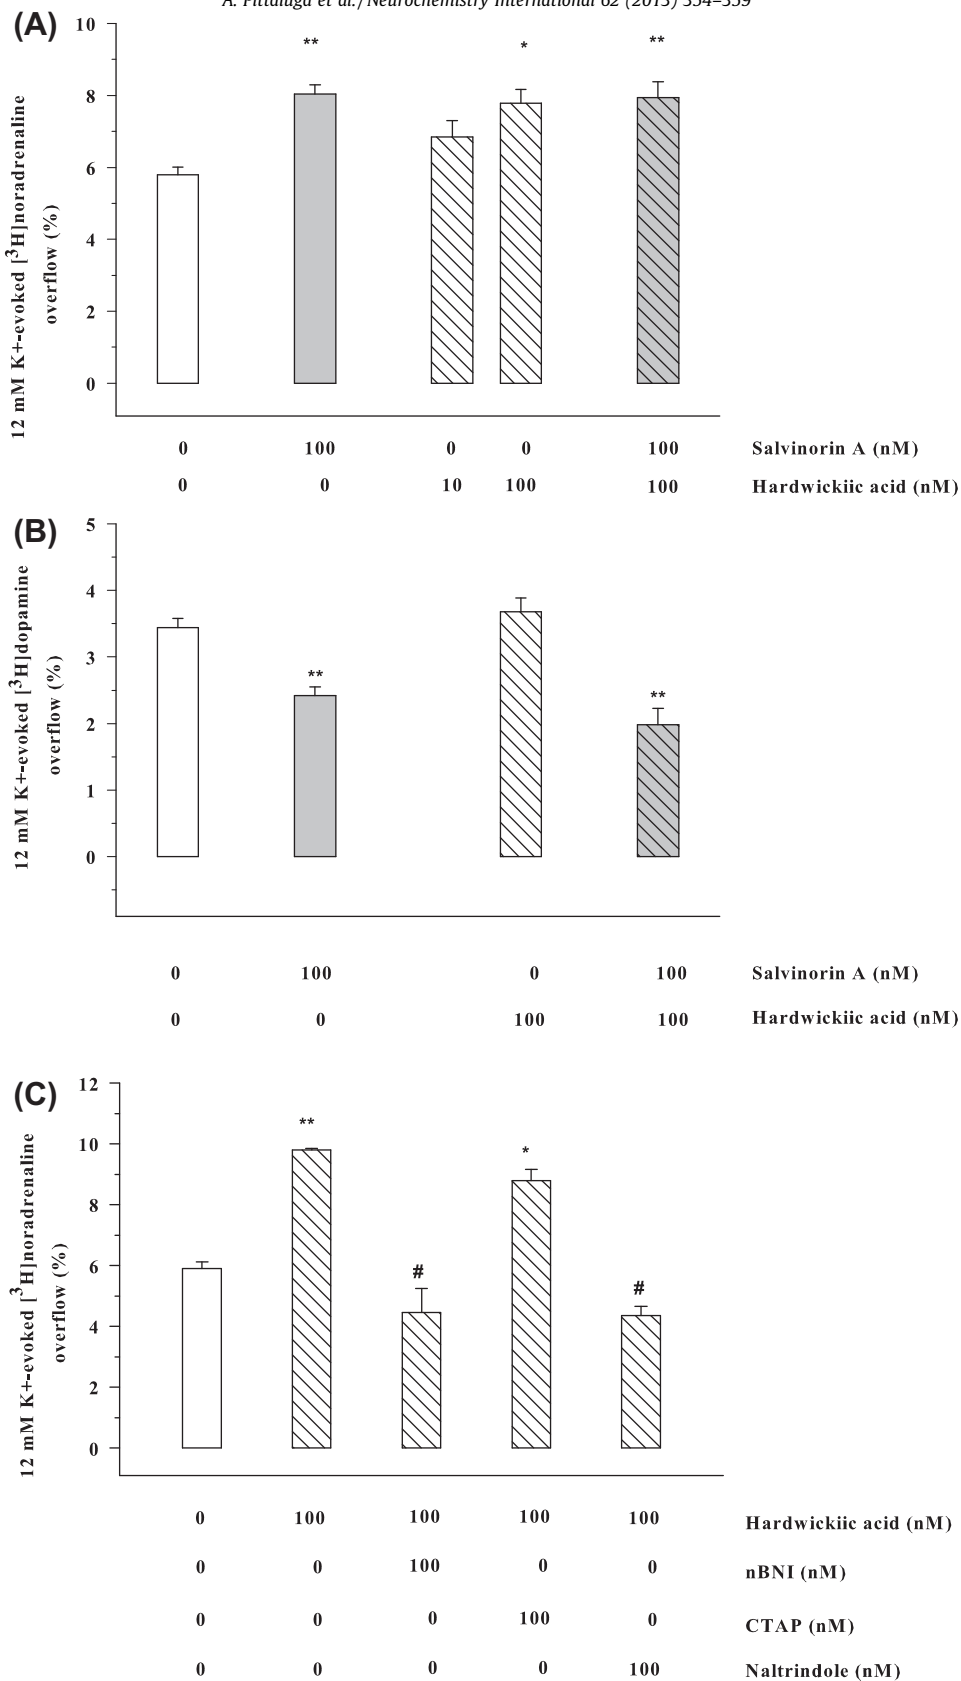 A. Pittaluga et al. / Neurochemistry International 62 (2013) 354–359
(A)
12 mM K+-evoked [3H]noradrenaline
overflow (%)
10
8
6
4
2
0
**
*
**
0 100 0 0 100 Salvinorin A (nM)
0 0 10 100 100 Hardwickiic acid (nM)
(B)
12 mM K+-evoked [3H]dopamine
overflow (%)
5
4
3
2
1
0
**
**
0 100 0 100 Salvinorin A (nM)
0 0 100 100 Hardwickiic acid (nM)
(C)
12 mM K+-evoked [3H]noradrenaline
overflow (%)
12
10
8
6
4
2
0
**
#
*
#
0 100 100 100 100 Hardwickiic acid (nM)
0 0 100 0 0 nBNI (nM)
0 0 0 100 0 CTAP (nM)
0 0 0 0 100 Naltrindole (nM)